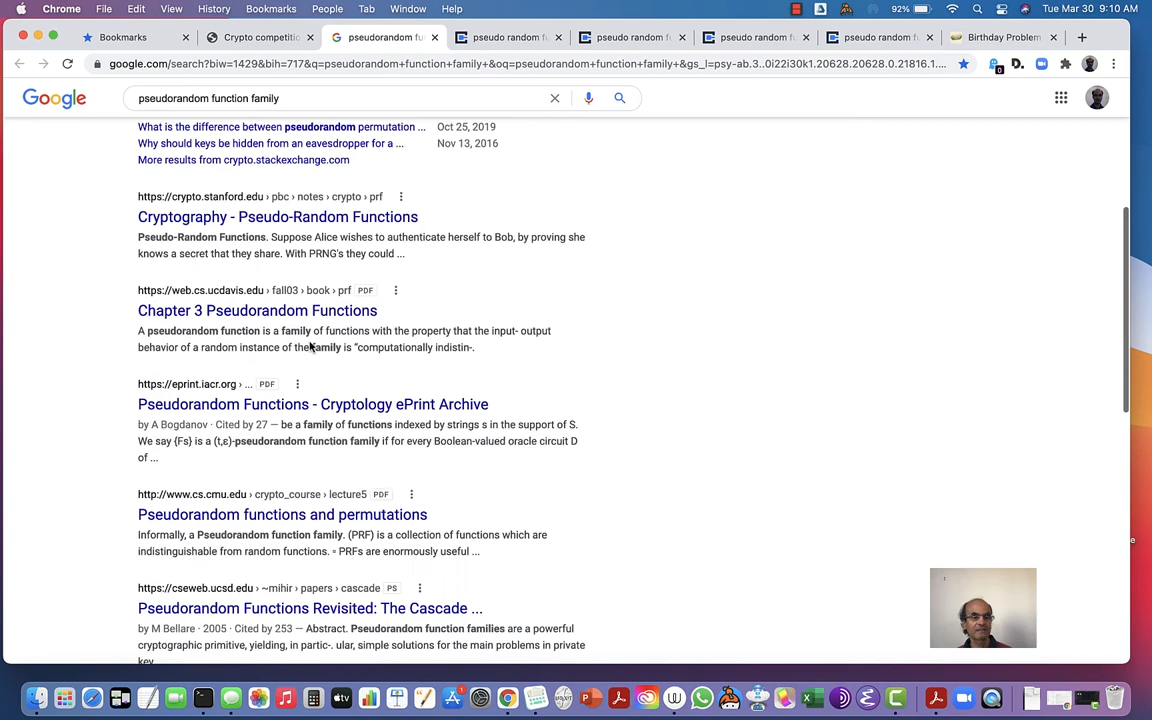 Chrome File Edit View History Bookmarks People Tab Window Help 92% Tue Mar 30 9:10 AM
Bookmarks Crypto competitio pseudorandom fu pseudo random f pseudo random f pseudo random f pseudo random f Birthday Problem
google.com/search?biw=1429&bih=717&q=pseudorandom+function+family+&oq=pseudorandom+function+family+&gs_l=psy-ab.3..0i22i30k1.20628.20628.0.21816.1....
Google pseudorandom function family
What is the difference between pseudorandom permutation ... Oct 25, 2019
Why should keys be hidden from an eavesdropper for a ... Nov 13, 2016
More results from crypto.stackexchange.com
https://crypto.stanford.edu › pbc › notes › crypto › prf
Cryptography - Pseudo-Random Functions
Pseudo-Random Functions. Suppose Alice wishes to authenticate herself to Bob, by proving she
knows a secret that they share. With PRNG's they could ...
https://web.cs.ucdavis.edu › fall03 › book › prf PDF
Chapter 3 Pseudorandom Functions
A pseudorandom function is a family of functions with the property that the input- output
behavior of a random instance of the family is "computationally indistin-.
https://eprint.iacr.org › ... PDF
Pseudorandom Functions - Cryptology ePrint Archive
by A Bogdanov · Cited by 27 — be a family of functions indexed by strings s in the support of S.
We say {Fs} is a (t,ε)-pseudorandom function family if for every Boolean-valued oracle circuit D
of ...
http://www.cs.cmu.edu › crypto_course › lecture5 PDF
Pseudorandom functions and permutations
Informally, a Pseudorandom function family. (PRF) is a collection of functions which are
indistinguishable from random functions. ▫ PRFs are enormously useful ...
https://cseweb.ucsd.edu › ~mihir › papers › cascade PS
Pseudorandom Functions Revisited: The Cascade ...
by M Bellare · 2005 · Cited by 253 — Abstract. Pseudorandom function families are a powerful
cryptographic primitive, yielding, in partic-. ular, simple solutions for the main problems in private
key